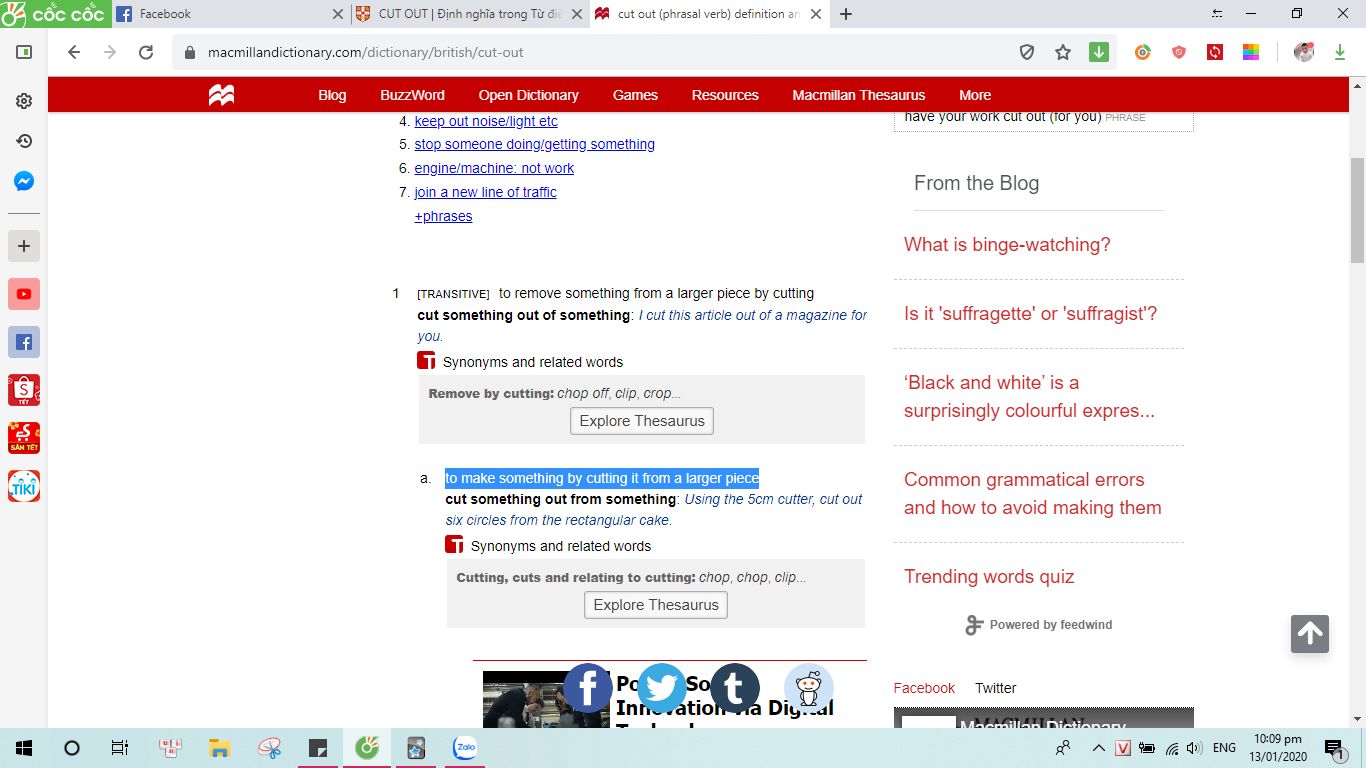 cốc cốc
Facebook
CUT OUT | Định nghĩa trong Từ đi
cut out (phrasal verb) definition an
macmillandictionary.com/dictionary/british/cut-out
Blog BuzzWord Open Dictionary Games Resources Macmillan Thesaurus More
4. keep out noise/light etc
5. stop someone doing/getting something
6. engine/machine: not work
7. join a new line of traffic
+phrases
1 [TRANSITIVE] to remove something from a larger piece by cutting
cut something out of something: I cut this article out of a magazine for
you.
T Synonyms and related words
Remove by cutting: chop off, clip, crop...
Explore Thesaurus
a. to make something by cutting it from a larger piece
cut something out from something: Using the 5cm cutter, cut out
six circles from the rectangular cake.
T Synonyms and related words
Cutting, cuts and relating to cutting: chop, chop, clip...
Explore Thesaurus
Innovation via Digital
have your work cut out (for you) PHRASE
From the Blog
What is binge-watching?
Is it 'suffragette' or 'suffragist'?
‘Black and white’ is a
surprisingly colourful expres...
Common grammatical errors
and how to avoid making them
Trending words quiz
Powered by feedwind
Facebook Twitter
Macmillan Dictionary
S
TẾT
SẮM TẾT
TIKI
Zalo
V
ENG
10:09 pm
13/01/2020
1